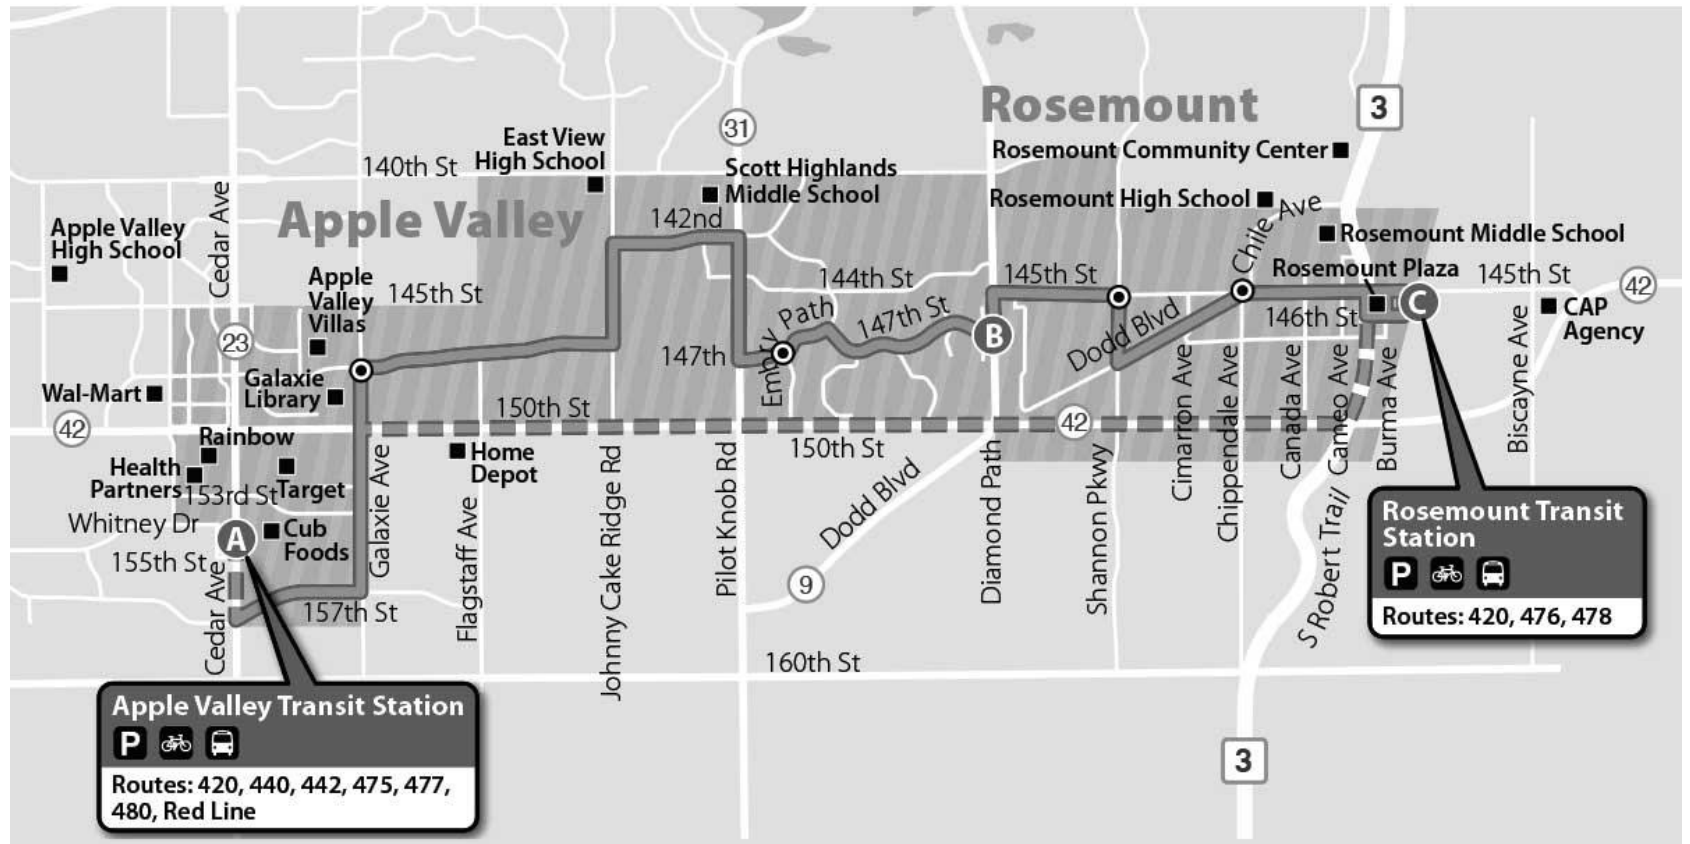 Rosemount
3
31
East View
High School
Rosemount Community Center
140th St
Scott Highlands
Middle School
Cedar Ave
Apple Valley
Rosemount High School
Chile Ave
142nd
Apple Valley
High School
Rosemount Middle School
Apple
Valley
Villas
145th St
144th St
145th St
Rosemount Plaza
145th St
42
C
CAP
Agency
Embry Path
147th St
146th St
23
B
Dodd Blvd
147th
Galaxie
Library
Wal-Mart
Cimarron Ave
Chippendale Ave
Canada Ave
Cameo Ave
Burma Ave
Biscayne Ave
42
150th St
42
Rainbow
150th St
Home
Depot
Health
Partners
Target
153rd St
Galaxie Ave
Flagstaff Ave
Johnny Cake Ridge Rd
Pilot Knob Rd
Dodd Blvd
Diamond Path
Shannon Pkwy
S Robert Trail
Whitney Dr
A
Cub
Foods
155th St
9
157th St
Cedar Ave
160th St
Rosemount Transit
Station
P
Routes: 420, 476, 478
Apple Valley Transit Station
P
Routes: 420, 440, 442, 475, 477,
480, Red Line
3